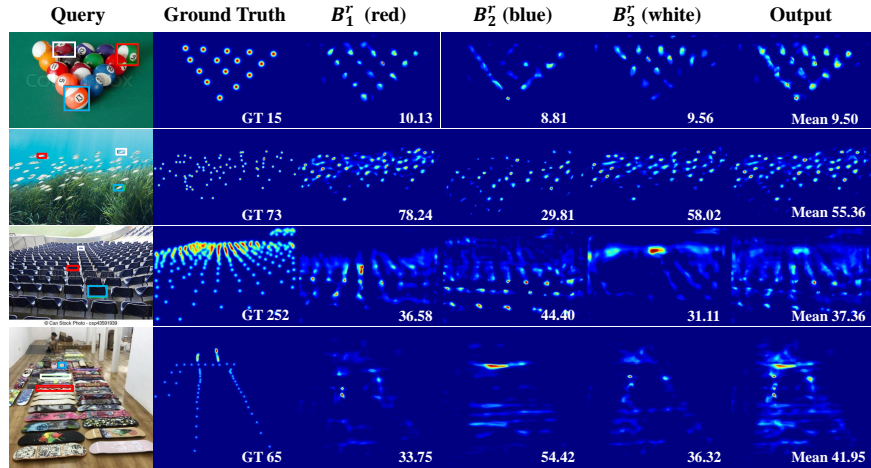 Query Ground Truth B₁ʳ (red) B₂ʳ (blue) B₃ʳ (white) Output
GT 15 10.13 8.81 9.56 Mean 9.50
GT 73 78.24 29.81 58.02 Mean 55.36
GT 252 36.58 44.40 31.11 Mean 37.36
© Can Stock Photo - csp43591939
GT 65 33.75 54.42 36.32 Mean 41.95